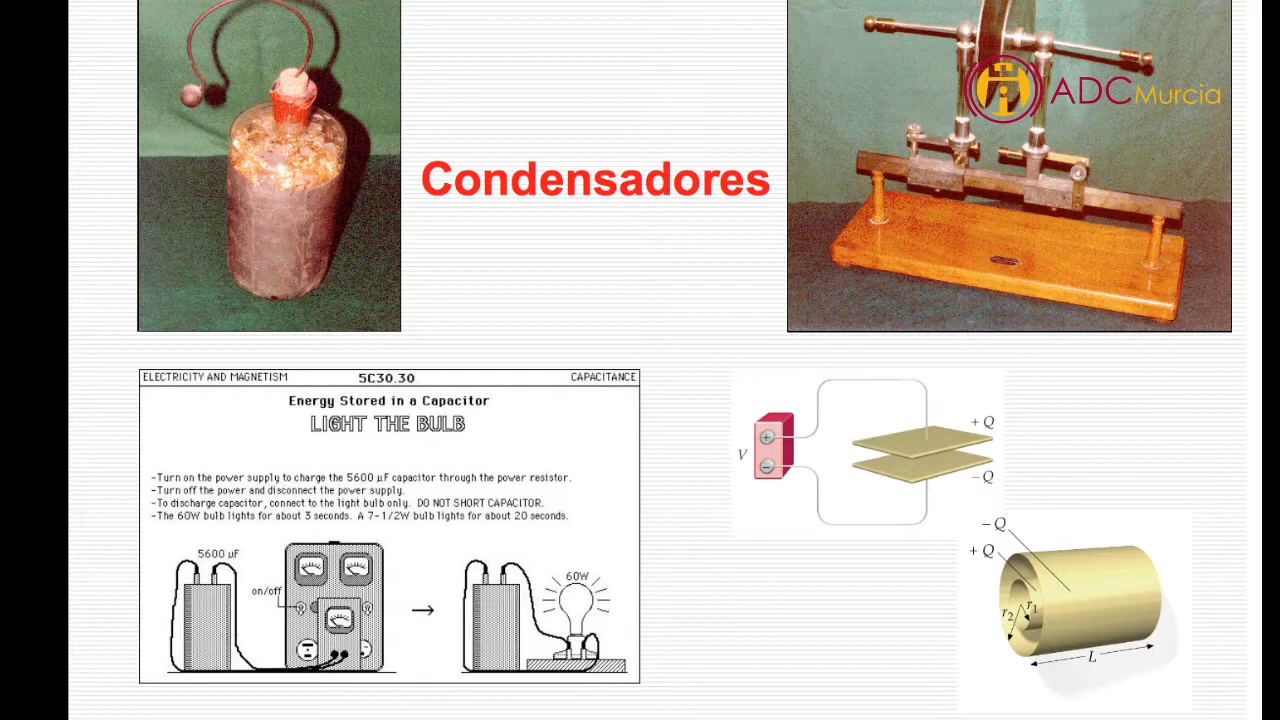 ADCMurcia
Condensadores
ELECTRICITY AND MAGNETISM 5C30.30 CAPACITANCE
Energy Stored in a Capacitor
LIGHT THE BULB
-Turn on the power supply to charge the 5600 µF capacitor through the power resistor.
-Turn off the power and disconnect the power supply.
-To discharge capacitor, connect to the light bulb only. DO NOT SHORT CAPACITOR.
-The 60W bulb lights for about 3 seconds. A 7-1/2W bulb lights for about 20 seconds.
5600 µF
on/off
60W
+ Q
V
− Q
− Q
+ Q
r2
r1
L